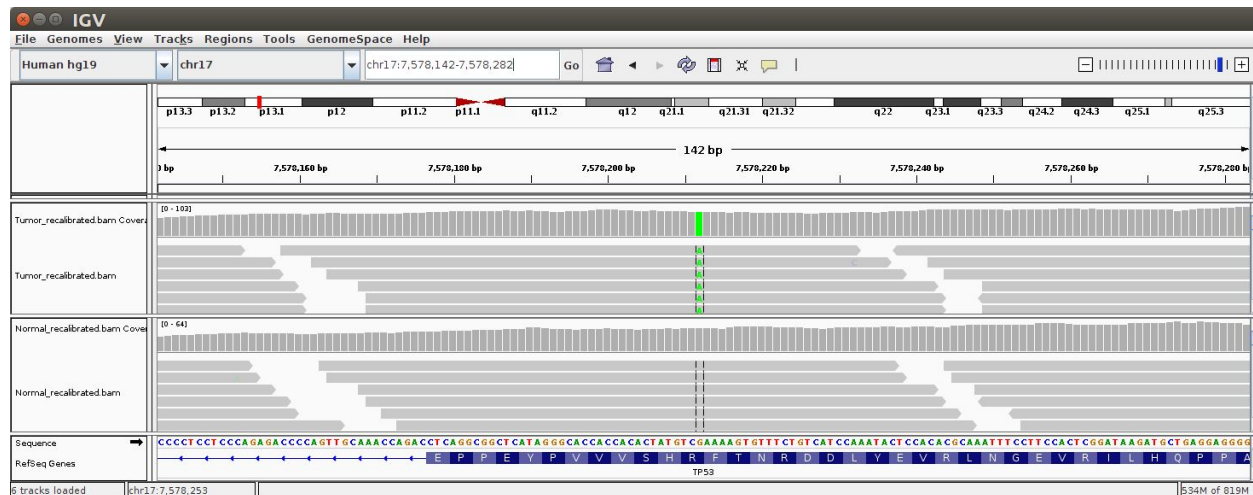 IGV
File Genomes View Tracks Regions Tools GenomeSpace Help
Human hg19 chr17 chr17:7,578,142-7,578,282 Go
p13.3 p13.2 p13.1 p12 p11.2 p11.1 q11.2 q12 q21.1 q21.31 q21.32 q22 q23.1 q23.3 q24.2 q24.3 q25.1 q25.3
142 bp
bp 7,578,160 bp 7,578,180 bp 7,578,200 bp 7,578,220 bp 7,578,240 bp 7,578,260 bp 7,578,280 b
Tumor_recalibrated.bam Cover [0 - 103]
Tumor_recalibrated.bam
A
A
A
A
A
A
Normal_recalibrated.bam Cover [0 - 64]
Normal_recalibrated.bam
Sequence CCCCTCCTCCCAGAGACCCCAGTTGCAAACCAGACCTCAGGCGGCTCATAGGGCACCACCACACTATGTCGAAAAGTGTTTCTGTCATCCAAATACTCCACACGCAAATTTCCTTCCACTCGGATAAGATGCTGAGGAGGGG
RefSeq Genes E P P E Y P V V V S H R F T N R D D L Y E V R L N G E V R I L H Q P P A
TP53
6 tracks loaded chr17:7,578,253 534M of 819M